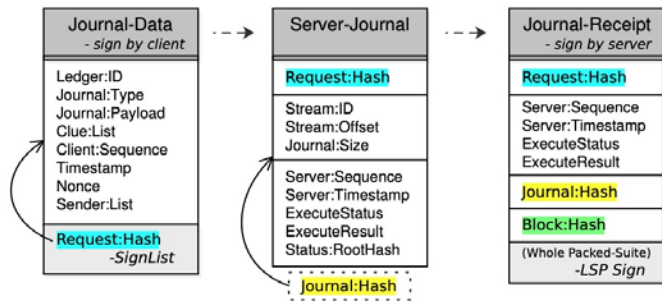 Journal-Data
- sign by client
Ledger:ID
Journal:Type
Journal:Payload
Clue:List
Client:Sequence
Timestamp
Nonce
Sender:List
Request:Hash
-SignList
Server-Journal
Request:Hash
Stream:ID
Stream:Offset
Journal:Size
Server:Sequence
Server:Timestamp
ExecuteStatus
ExecuteResult
Status:RootHash
Journal:Hash
Journal-Receipt
- sign by server
Request:Hash
Server:Sequence
Server:Timestamp
ExecuteStatus
ExecuteResult
Journal:Hash
Block:Hash
(Whole Packed-Suite)
-LSP Sign